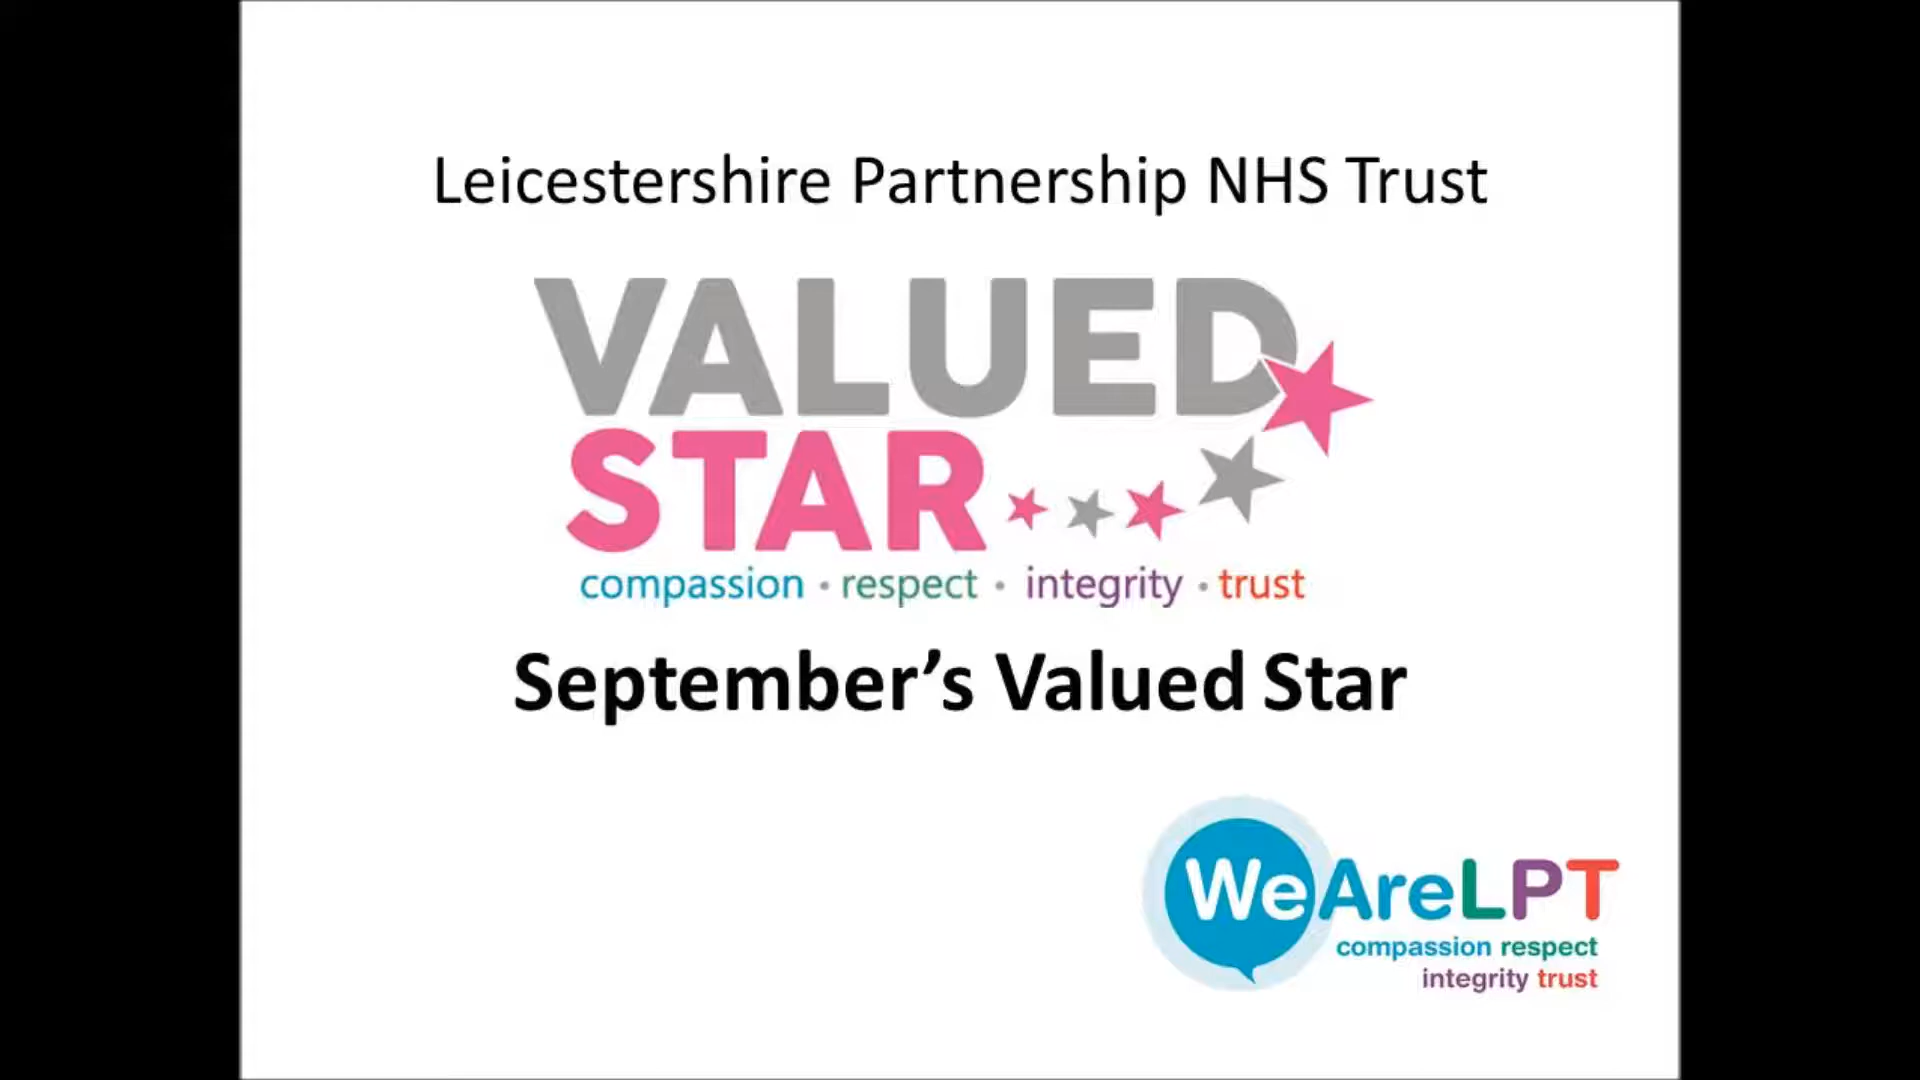 Leicestershire Partnership NHS Trust
VALUED
STAR
compassion · respect · integrity · trust
September’s Valued Star
WeAreLPT
compassion respect
integrity trust